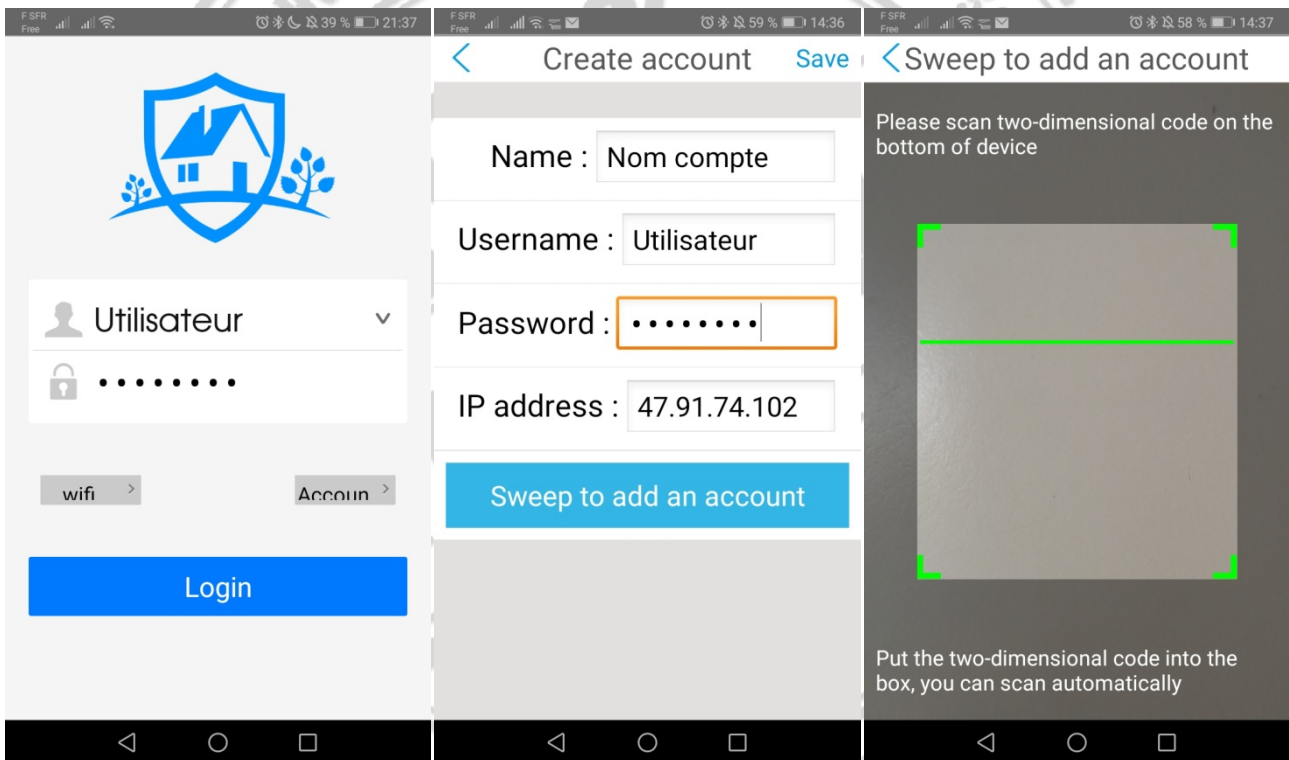 F SFR
Free
39 % 21:37
Utilisateur
••••••••
wifi >
Accoun >
Login
F SFR
Free
59 % 14:36
Create account
Save
Name : Nom compte
Username : Utilisateur
Password : ••••••••
IP address : 47.91.74.102
Sweep to add an account
F SFR
Free
58 % 14:37
Sweep to add an account
Please scan two-dimensional code on the
bottom of device
Put the two-dimensional code into the
box, you can scan automatically